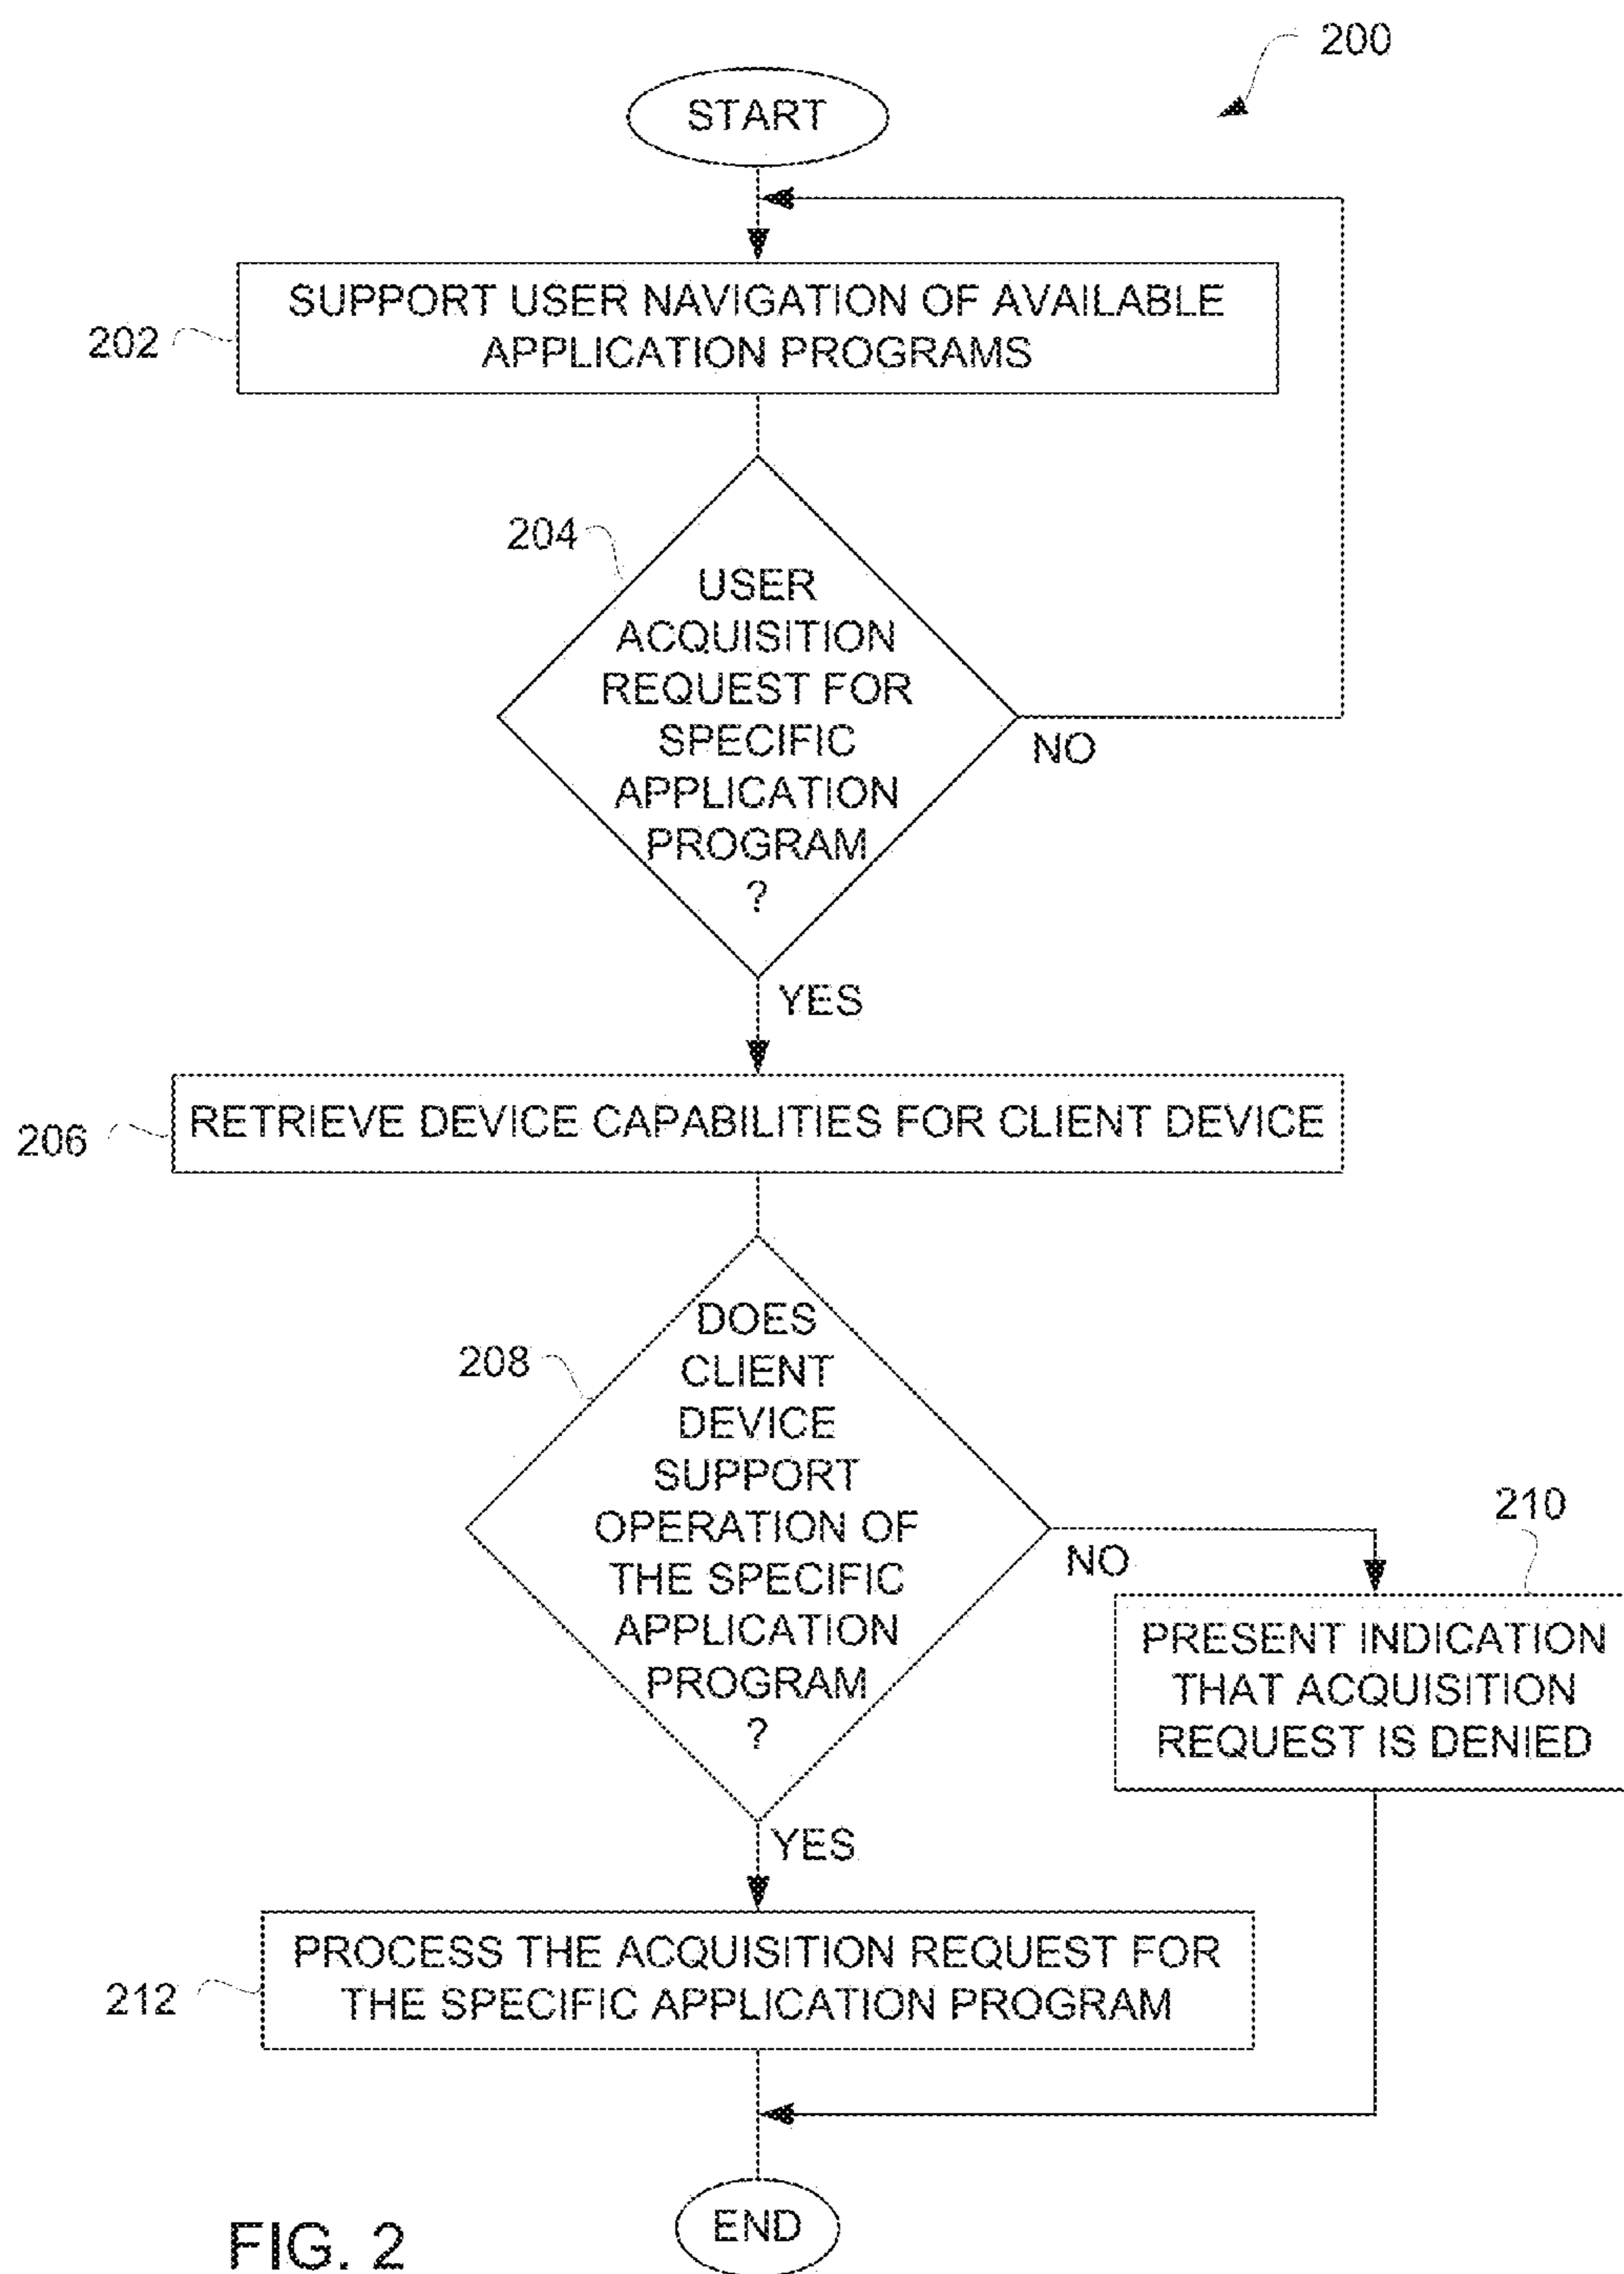 200
START
SUPPORT USER NAVIGATION OF AVAILABLE
APPLICATION PROGRAMS
202
204
USER
ACQUISITION
REQUEST FOR
SPECIFIC
APPLICATION
PROGRAM
?
NO
YES
RETRIEVE DEVICE CAPABILITIES FOR CLIENT DEVICE
206
208
DOES
CLIENT
DEVICE
SUPPORT
OPERATION OF
THE SPECIFIC
APPLICATION
PROGRAM
?
NO
210
PRESENT INDICATION
THAT ACQUISITION
REQUEST IS DENIED
YES
PROCESS THE ACQUISITION REQUEST FOR
THE SPECIFIC APPLICATION PROGRAM
212
END
FIG. 2